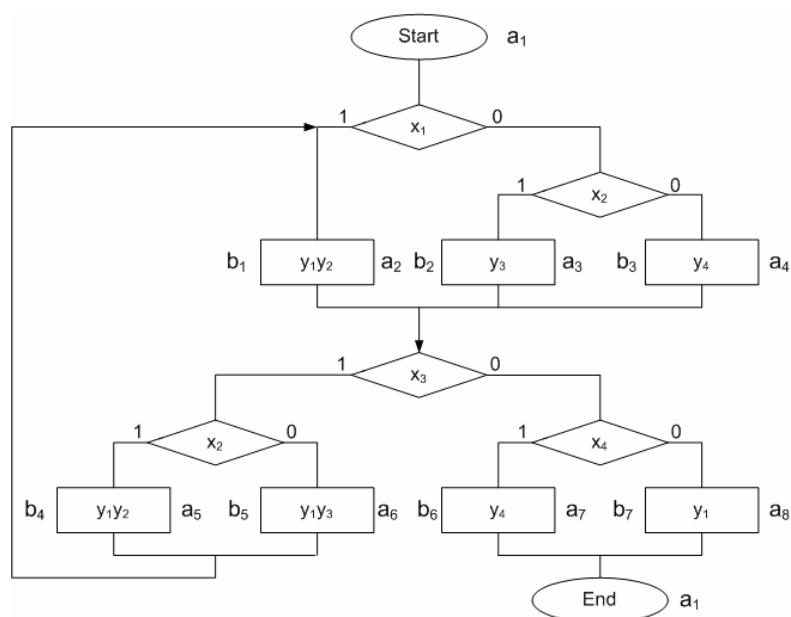 Start a₁
1 x₁ 0
1 x₂ 0
b₁ y₁y₂ a₂ b₂ y₃ a₃ b₃ y₄ a₄
1 x₃ 0
1 x₂ 0 1 x₄ 0
b₄ y₁y₂ a₅ b₅ y₁y₃ a₆ b₆ y₄ a₇ b₇ y₁ a₈
End a₁